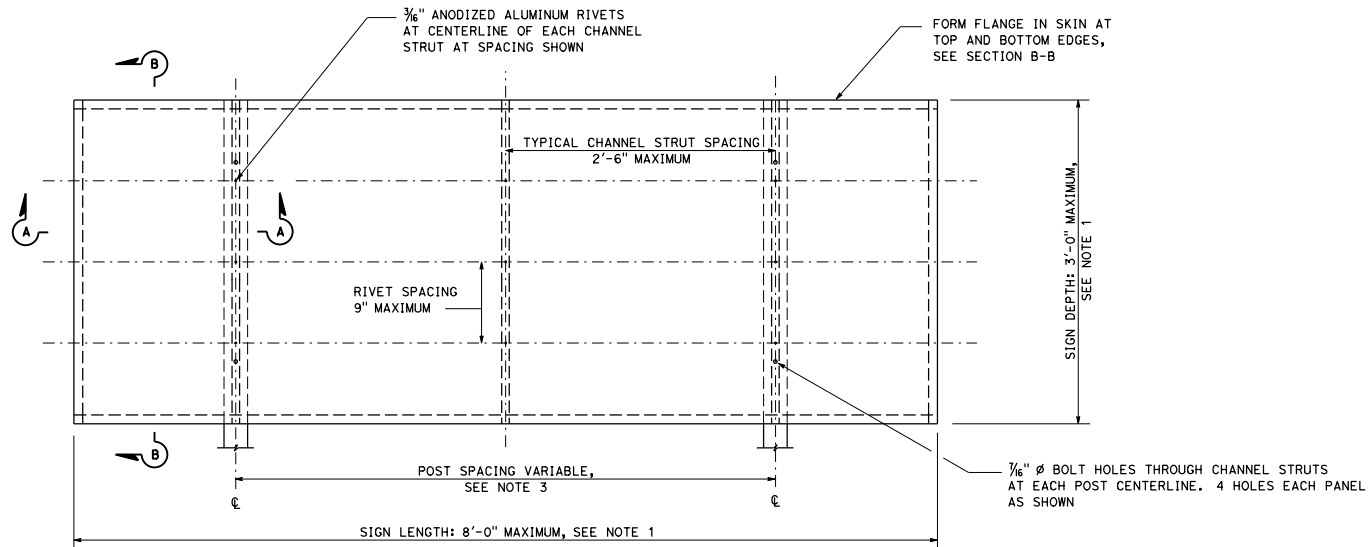 3/16" ANODIZED ALUMINUM RIVETS
AT CENTERLINE OF EACH CHANNEL
STRUT AT SPACING SHOWN
FORM FLANGE IN SKIN AT
TOP AND BOTTOM EDGES,
SEE SECTION B-B
B
TYPICAL CHANNEL STRUT SPACING
2'-6" MAXIMUM
A
A
SIGN DEPTH: 3'-0" MAXIMUM,
SEE NOTE 1
RIVET SPACING
9" MAXIMUM
B
POST SPACING VARIABLE,
SEE NOTE 3
℄
℄
7/16" Ø BOLT HOLES THROUGH CHANNEL STRUTS
AT EACH POST CENTERLINE. 4 HOLES EACH PANEL
AS SHOWN
SIGN LENGTH: 8'-0" MAXIMUM, SEE NOTE 1